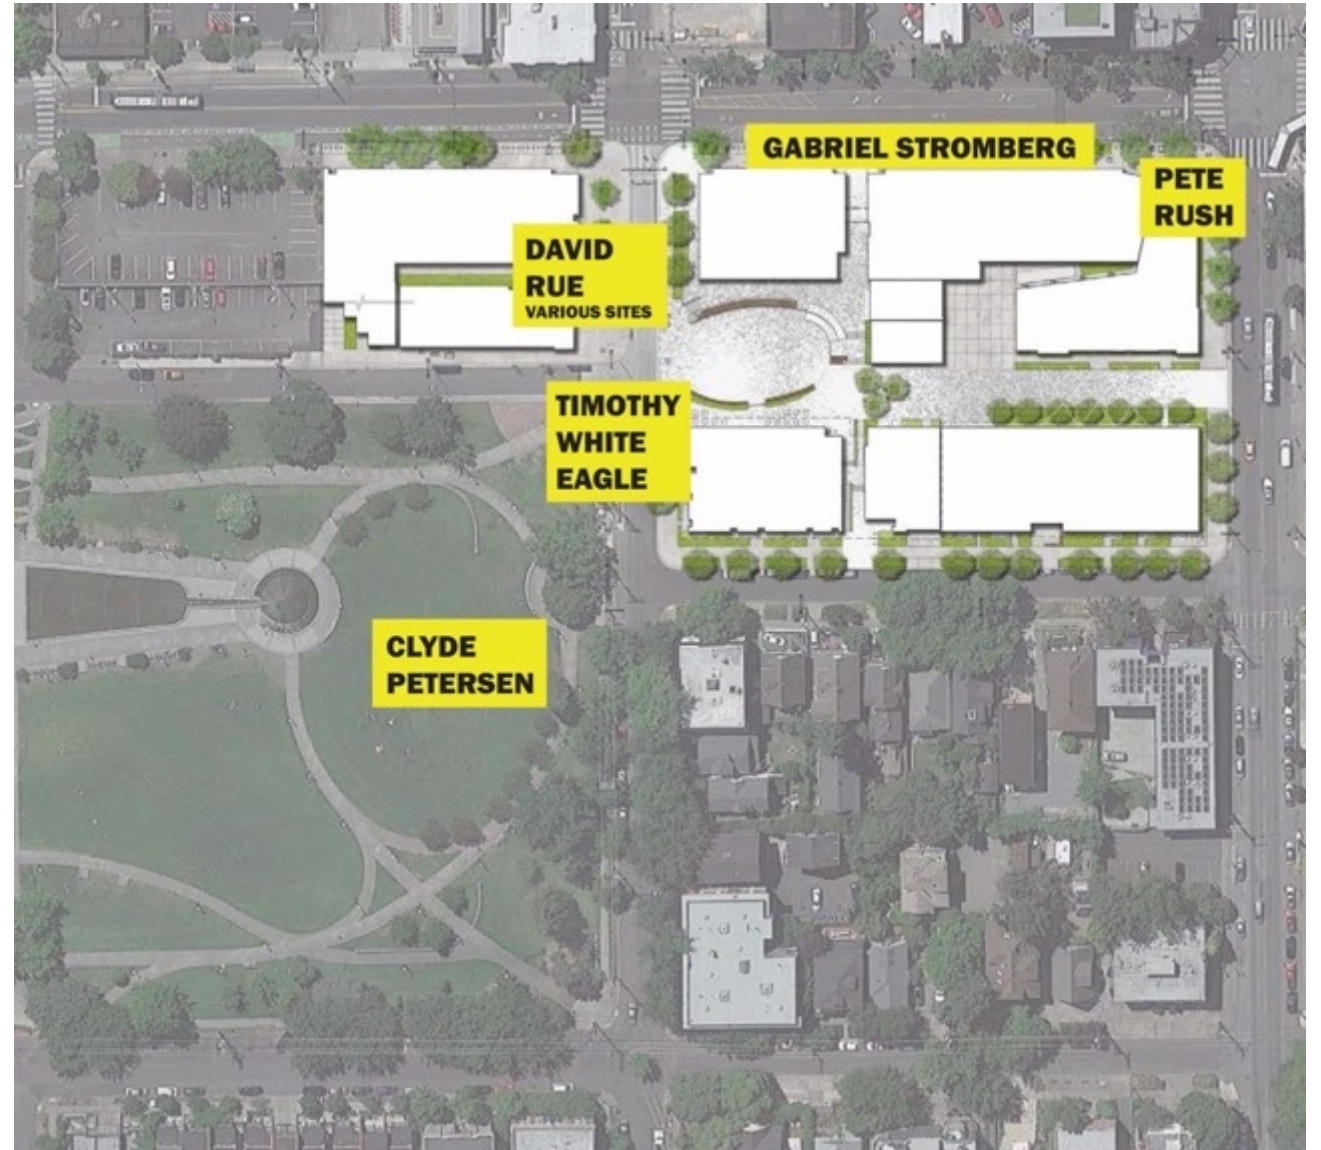 GABRIEL STROMBERG
PETE
RUSH
DAVID
RUE
VARIOUS SITES
TIMOTHY
WHITE
EAGLE
CLYDE
PETERSEN